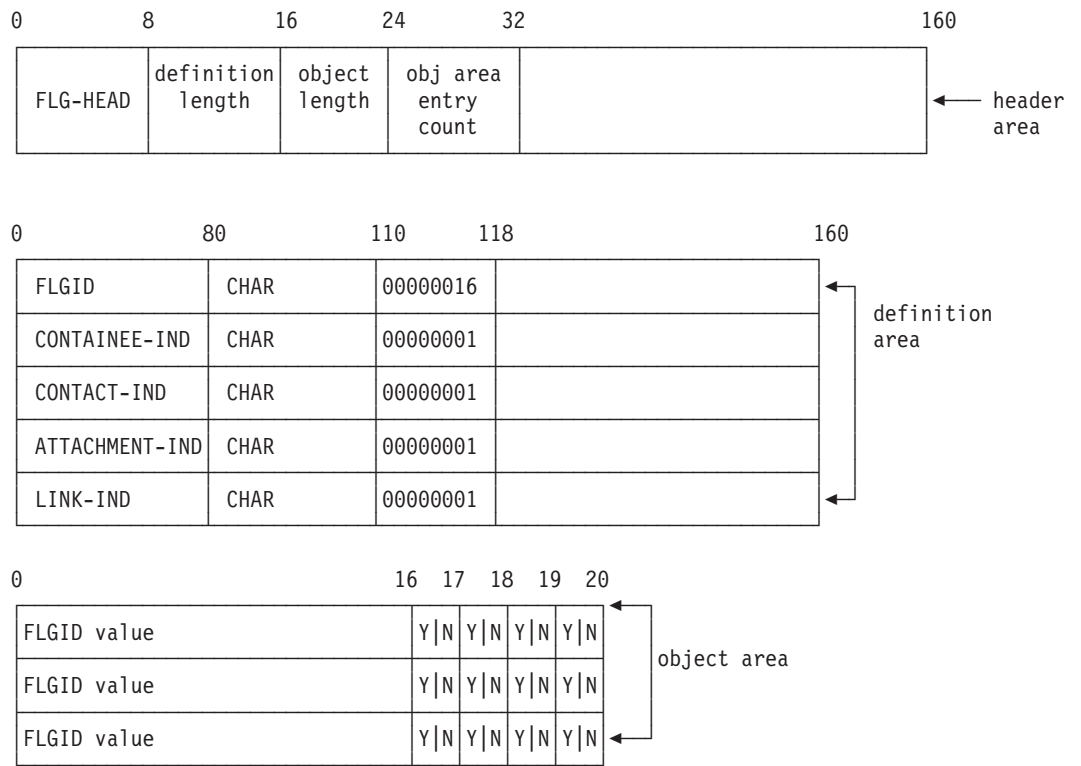 0 8 16 24 32 160
FLG-HEAD definition length object length obj area entry count header area
0 80 110 118 160
FLGID CHAR 00000016
CONTAINEE-IND CHAR 00000001
CONTACT-IND CHAR 00000001
ATTACHMENT-IND CHAR 00000001
LINK-IND CHAR 00000001
definition area
0 16 17 18 19 20
FLGID value Y|N Y|N Y|N Y|N
FLGID value Y|N Y|N Y|N Y|N
FLGID value Y|N Y|N Y|N Y|N
object area